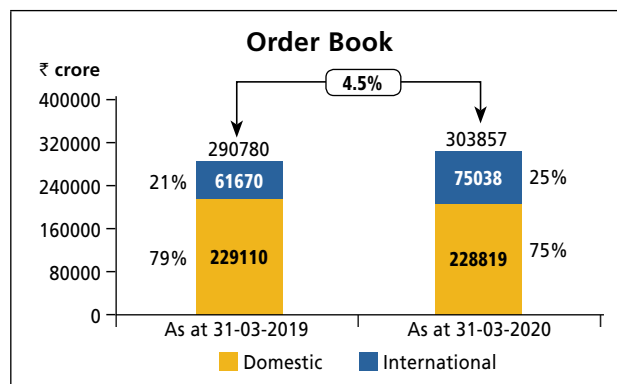 Order Book
₹ crore
4.5%
400000
320000
240000
160000
80000
0
290780
303857
21%
61670
75038
25%
79%
229110
228819
75%
As at 31-03-2019
As at 31-03-2020
Domestic
International